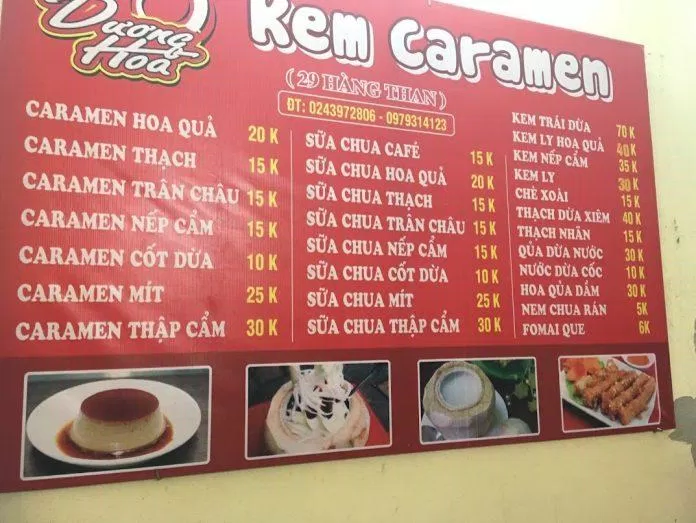 Dương
Hoa
Kem Caramen
( 29 HÀNG THAN )
ĐT: 0243972806 - 0979314123
CARAMEN HOA QUẢ 20 K
CARAMEN THẠCH 15 K
CARAMEN TRÂN CHÂU 15 K
CARAMEN NẾP CẨM 15 K
CARAMEN CỐT DỪA 10 K
CARAMEN MÍT 25 K
CARAMEN THẬP CẨM 30 K
SỮA CHUA CAFÉ 15 K
SỮA CHUA HOA QUẢ 20 K
SỮA CHUA THẠCH 15 K
SỮA CHUA TRÂN CHÂU 15 K
SỮA CHUA NẾP CẨM 15 K
SỮA CHUA CỐT DỪA 10 K
SỮA CHUA MÍT 25 K
SỮA CHUA THẬP CẨM 30 K
KEM TRÁI DỪA 70 K
KEM LY HOA QUẢ 40 K
KEM NẾP CẨM 35 K
KEM LY 30 K
CHÈ XOÀI 15 K
THẠCH DỪA XIÊM 40 K
THẠCH NHÃN 15 K
QỦA DỪA NƯỚC 30 K
NƯỚC DỪA CỐC 10 K
HOA QỦA DẦM 30 K
NEM CHUA RÁN 5K
FOMAI QUE 6K